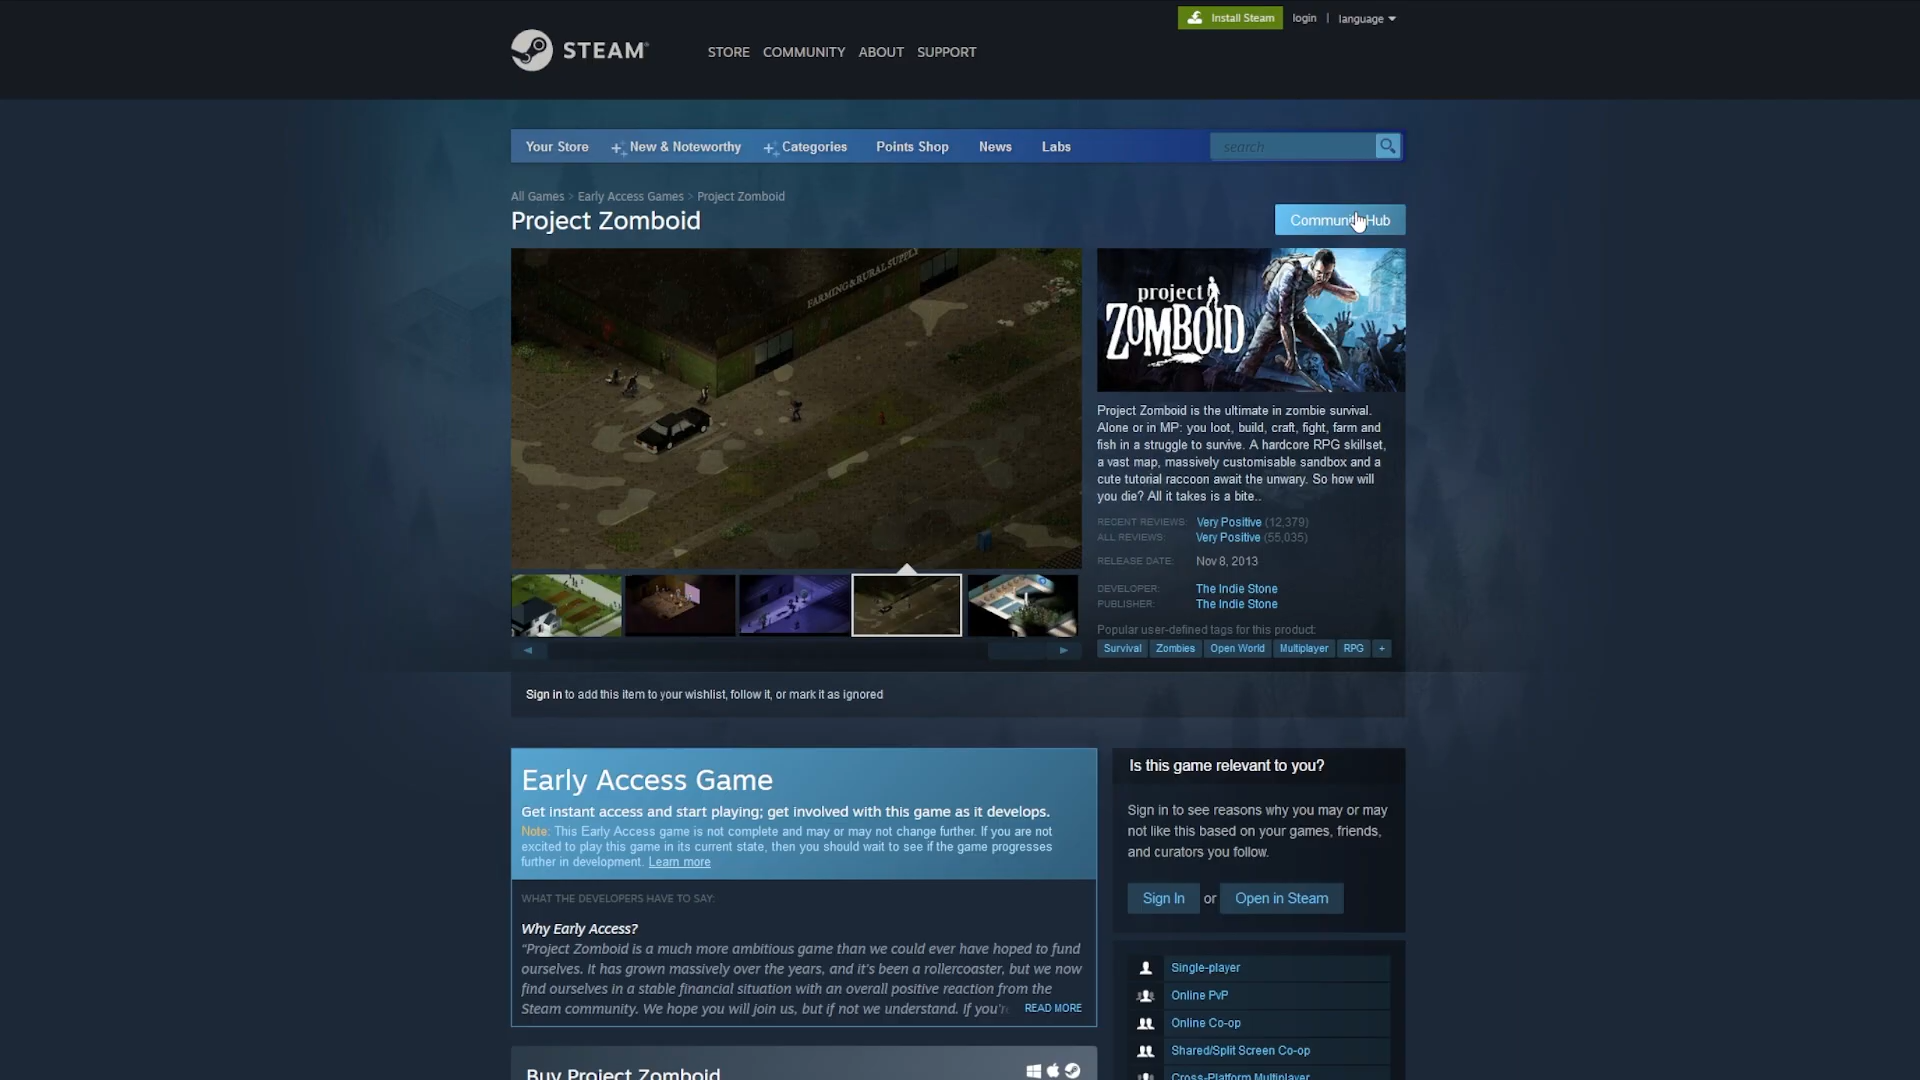 Install Steam
login | language
STEAM
STORE COMMUNITY ABOUT SUPPORT
Your Store New & Noteworthy Categories Points Shop News Labs
search
All Games > Early Access Games > Project Zomboid
Project Zomboid
Community Hub
FARMING & RURAL SUPPLY
project
ZOMBOID
Project Zomboid is the ultimate in zombie survival.
Alone or in MP: you loot, build, craft, fight, farm and
fish in a struggle to survive. A hardcore RPG skillset,
a vast map, massively customisable sandbox and a
cute tutorial raccoon await the unwary. So how will
you die? All it takes is a bite..
RECENT REVIEWS: Very Positive (12,379)
ALL REVIEWS: Very Positive (55,035)
RELEASE DATE: Nov 8, 2013
DEVELOPER: The Indie Stone
PUBLISHER: The Indie Stone
Popular user-defined tags for this product:
Survival Zombies Open World Multiplayer RPG +
Sign in to add this item to your wishlist, follow it, or mark it as ignored
Early Access Game
Get instant access and start playing; get involved with this game as it develops.
Note: This Early Access game is not complete and may or may not change further. If you are not
excited to play this game in its current state, then you should wait to see if the game progresses
further in development. Learn more
WHAT THE DEVELOPERS HAVE TO SAY:
Why Early Access?
“Project Zomboid is a much more ambitious game than we could ever have hoped to fund
ourselves. It has grown massively over the years, and it's been a rollercoaster, but we now
find ourselves in a stable financial situation with an overall positive reaction from the
Steam community. We hope you will join us, but if not we understand. If you're READ MORE
Buy Project Zomboid
Is this game relevant to you?
Sign in to see reasons why you may or may
not like this based on your games, friends,
and curators you follow.
Sign In or Open in Steam
Single-player
Online PvP
Online Co-op
Shared/Split Screen Co-op
Cross-Platform Multiplayer